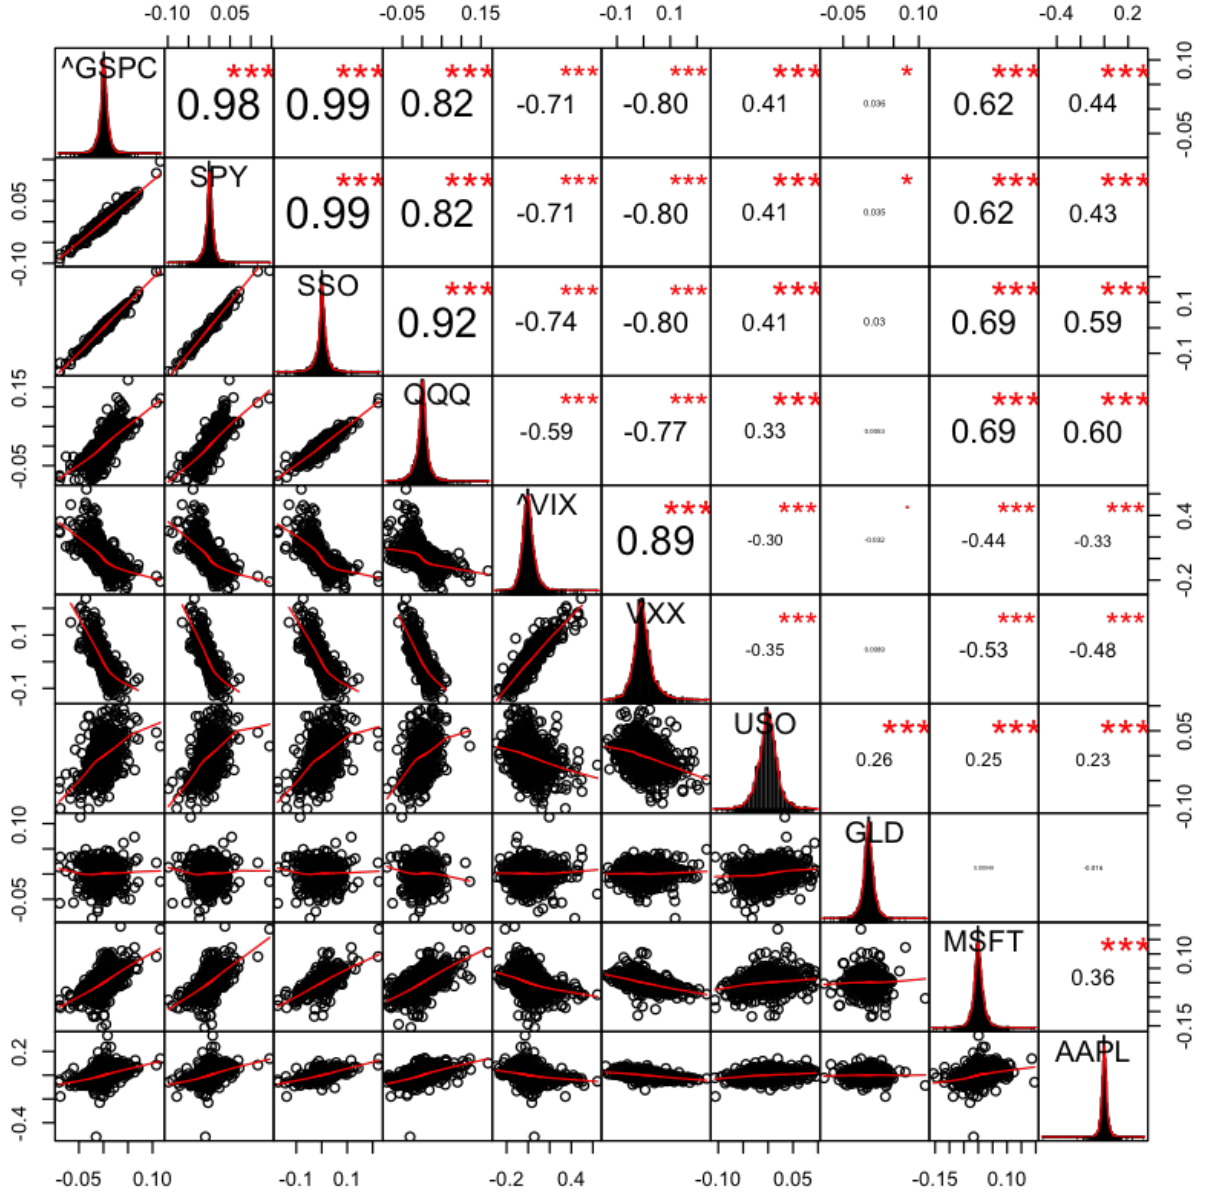 -0.10 0.05 -0.05 0.15 -0.1 0.1 -0.05 0.10 -0.4 0.2
^GSPC *** 0.98 *** 0.99 *** 0.82 *** -0.71 *** -0.80 *** 0.41 * 0.036 *** 0.62 *** 0.44 -0.05 0.10
-0.10 0.05 SPY *** 0.99 *** 0.82 *** -0.71 *** -0.80 *** 0.41 * 0.035 *** 0.62 *** 0.43
SSO *** 0.92 *** -0.74 *** -0.80 *** 0.41 0.03 *** 0.69 *** 0.59 -0.1 0.1
-0.05 0.15 QQQ *** -0.59 *** -0.77 *** 0.33 *** 0.69 *** 0.60
^VIX *** 0.89 *** -0.30 . -0.032 *** -0.44 *** -0.33 -0.2 0.4
-0.1 0.1 VXX *** -0.35 *** -0.53 *** -0.48
USO *** 0.26 *** 0.25 *** 0.23 -0.10 0.05
-0.05 0.10 GLD -0.016
MSFT *** 0.36 -0.15 0.10
-0.4 0.2 AAPL
-0.05 0.10 -0.1 0.1 -0.2 0.4 -0.10 0.05 -0.15 0.10